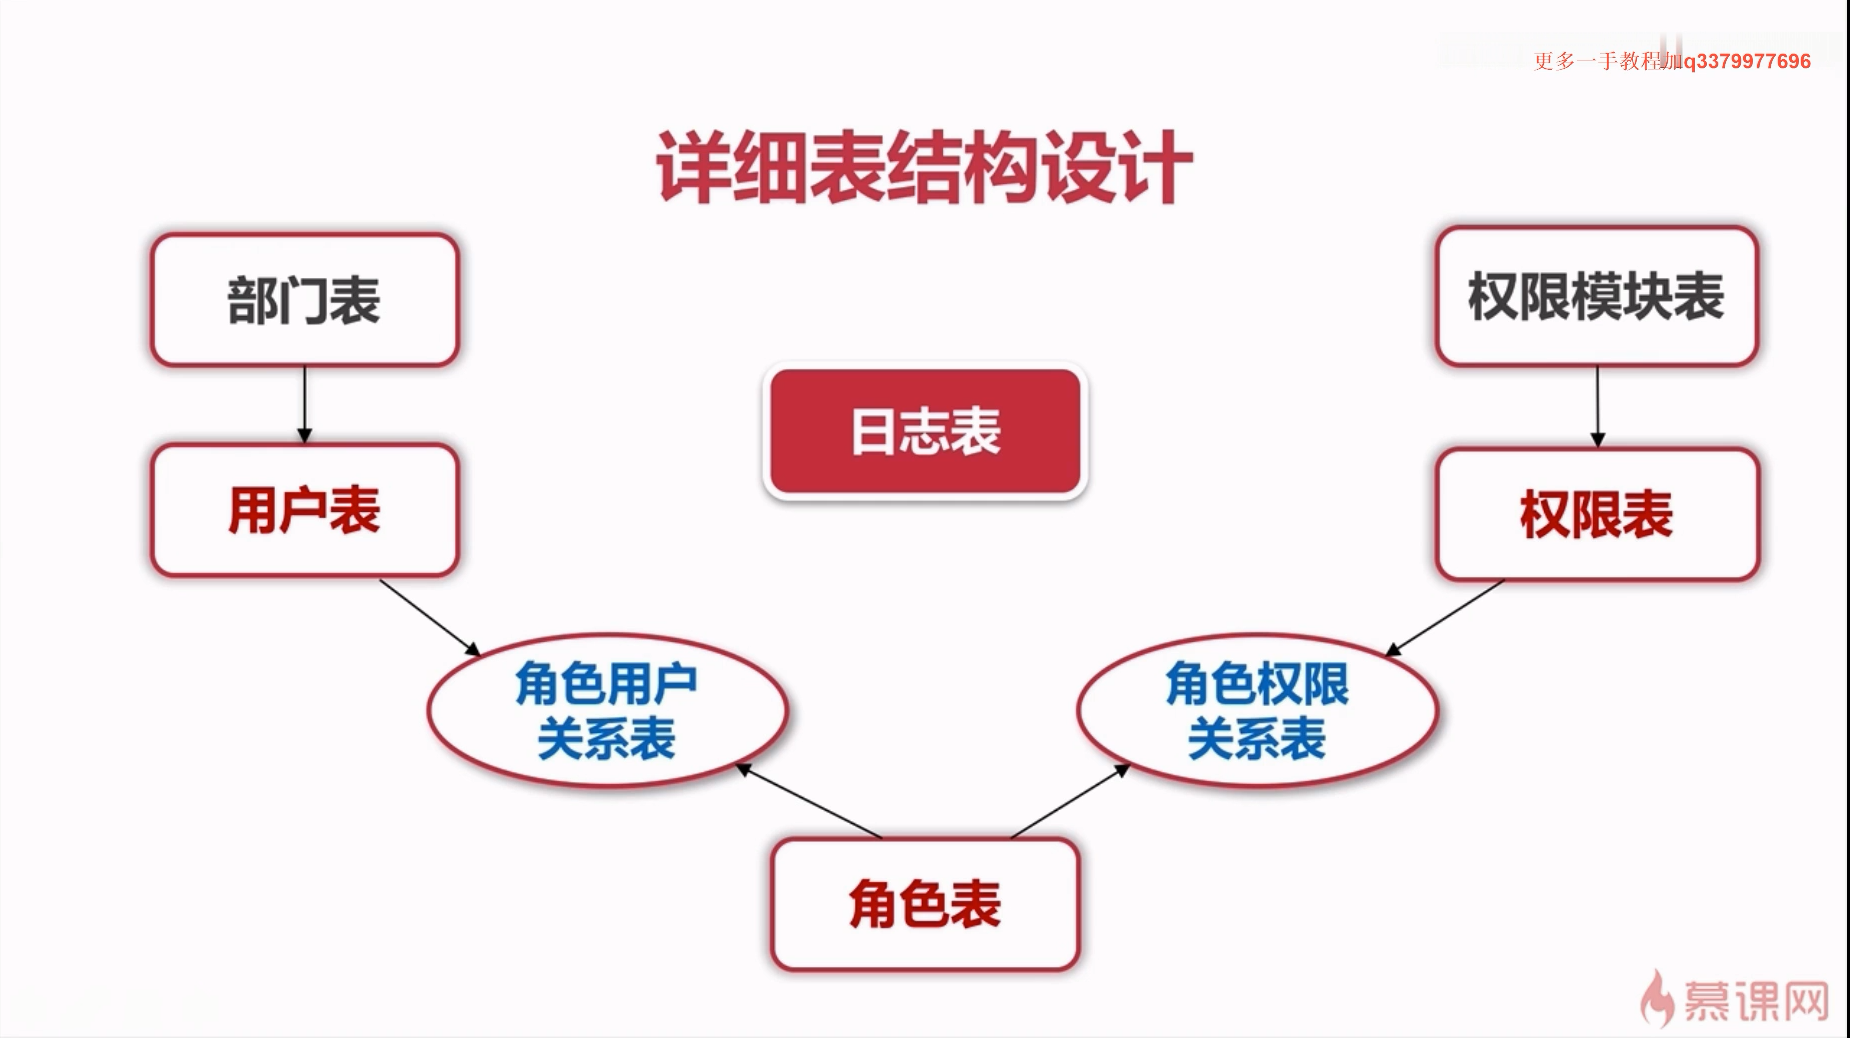 更多一手教程加q3379977696
详细表结构设计
部门表
权限模块表
日志表
用户表
权限表
角色用户
关系表
角色权限
关系表
角色表
慕课网